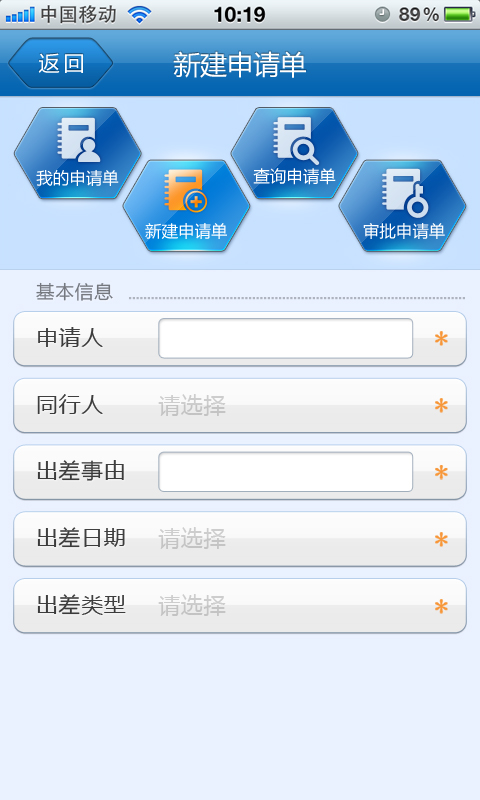 中国移动 10:19 89%
返回 新建申请单
我的申请单
新建申请单
查询申请单
审批申请单
基本信息
申请人 *
同行人 请选择 *
出差事由 *
出差日期 请选择 *
出差类型 请选择 *